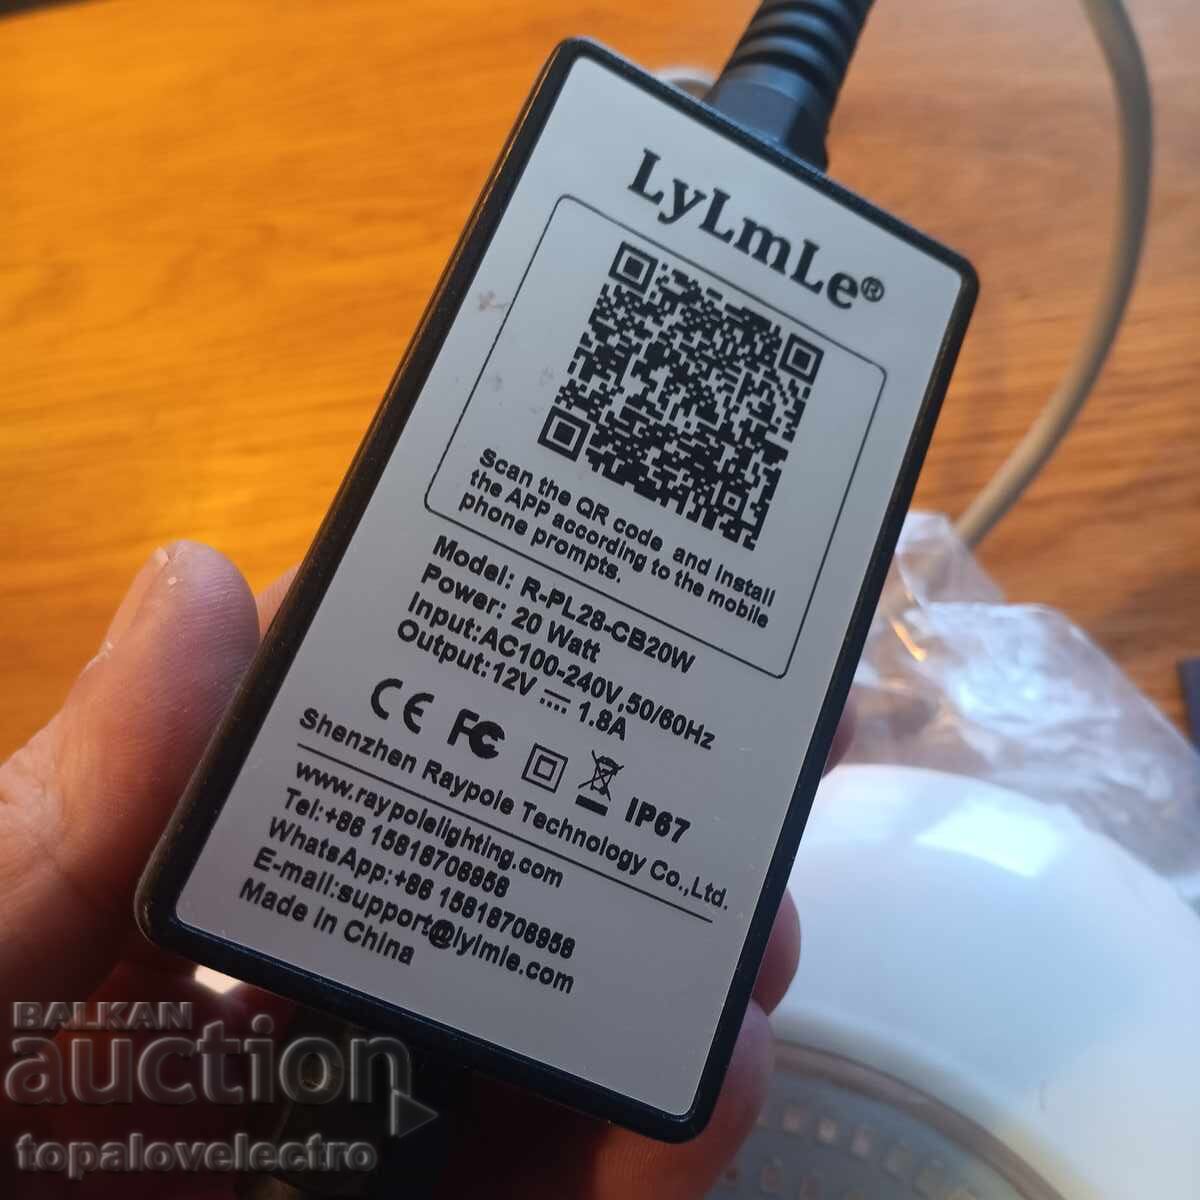 LyLmLe®
Scan the QR code and install
the APP according to the mobile
phone prompts.
Model: R-PL28-CB20W
Power: 20 Watt
Input:AC100-240V,50/60Hz
Output:12V ⎓ 1.8A
CE FC IP67
Shenzhen Raypole Technology Co.,Ltd.
www.raypolelighting.com
Tel:+86 15818706958
WhatsApp:+86 15818706958
E-mail:support@lylmle.com
Made In China
BALKAN
auction
topalovelectro